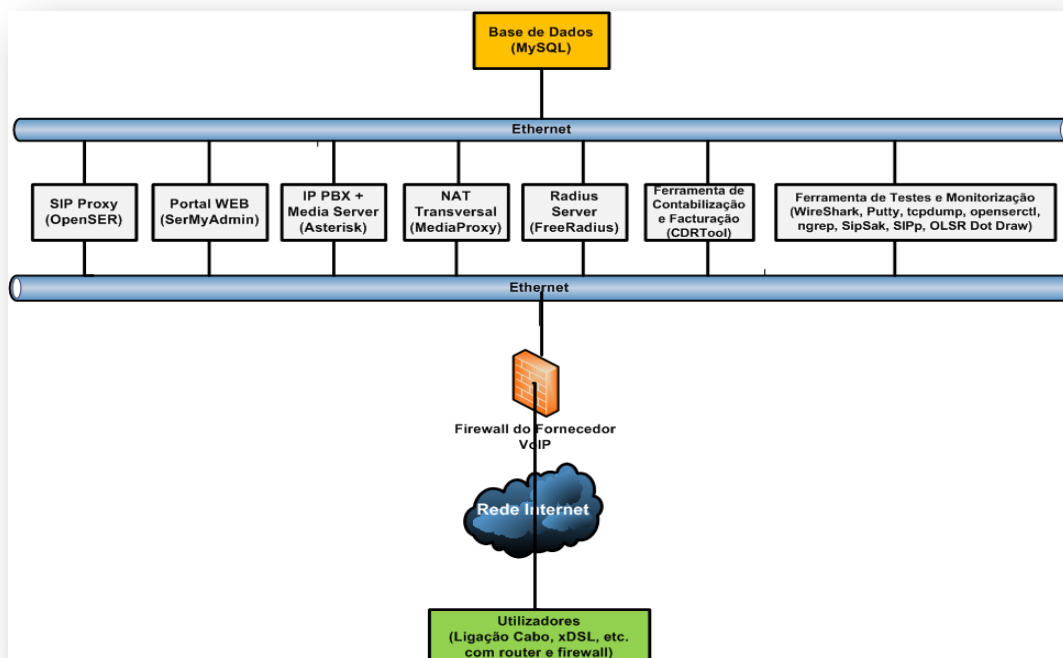 Base de Dados
(MySQL)
Ethernet
SIP Proxy
(OpenSER)
Portal WEB
(SerMyAdmin)
IP PBX +
Media Server
(Asterisk)
NAT
Transversal
(MediaProxy)
Radius
Server
(FreeRadius)
Ferramenta de
Contabilização
e Facturação
(CDRTool)
Ferramenta de Testes e Monitorização
(WireShark, Putty, tcpdump, openserctl,
ngrep, SipSak, SIPp, OLSR Dot Draw)
Ethernet
Firewall do Fornecedor
VoIP
Rede Internet
Utilizadores
(Ligação Cabo, xDSL, etc.
com router e firewall)